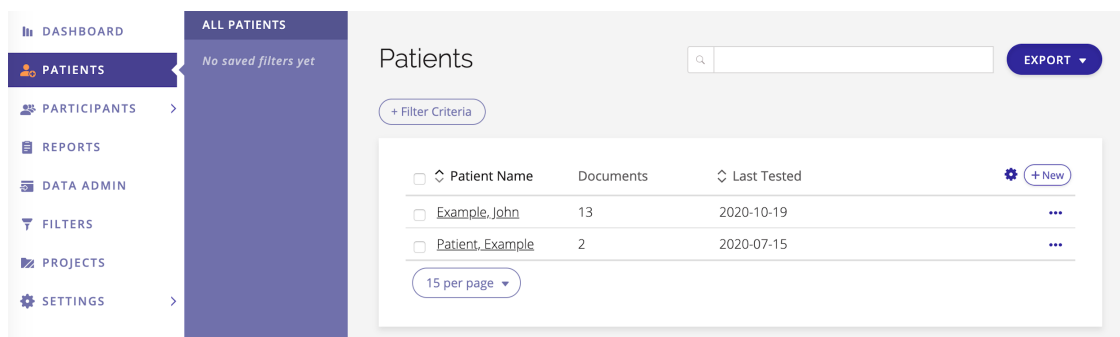 DASHBOARD
PATIENTS
PARTICIPANTS
REPORTS
DATA ADMIN
FILTERS
PROJECTS
SETTINGS
ALL PATIENTS
No saved filters yet
Patients
EXPORT
+ Filter Criteria
Patient Name Documents Last Tested + New
Example, John 13 2020-10-19
Patient, Example 2 2020-07-15
15 per page